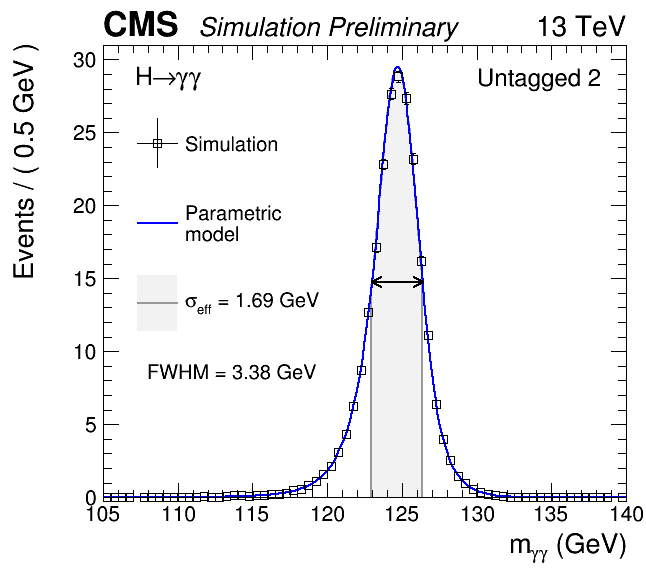 CMS Simulation Preliminary 13 TeV
Events / ( 0.5 GeV )
30
25
20
15
10
5
0
H→γγ
Untagged 2
Simulation
Parametric
model
σeff = 1.69 GeV
FWHM = 3.38 GeV
105 110 115 120 125 130 135 140
mγγ (GeV)